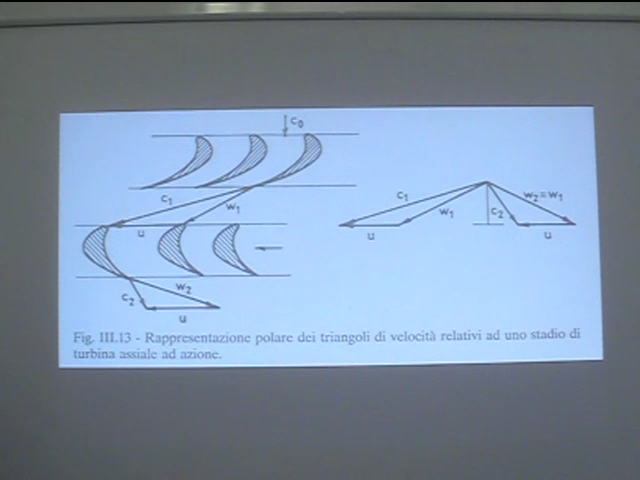 c0
c1
w1
u
c2
w2
u
c1
w1
c2
w2≡w1
u
u
Fig. III.13 - Rappresentazione polare dei triangoli di velocità relativi ad uno stadio di
turbina assiale ad azione.